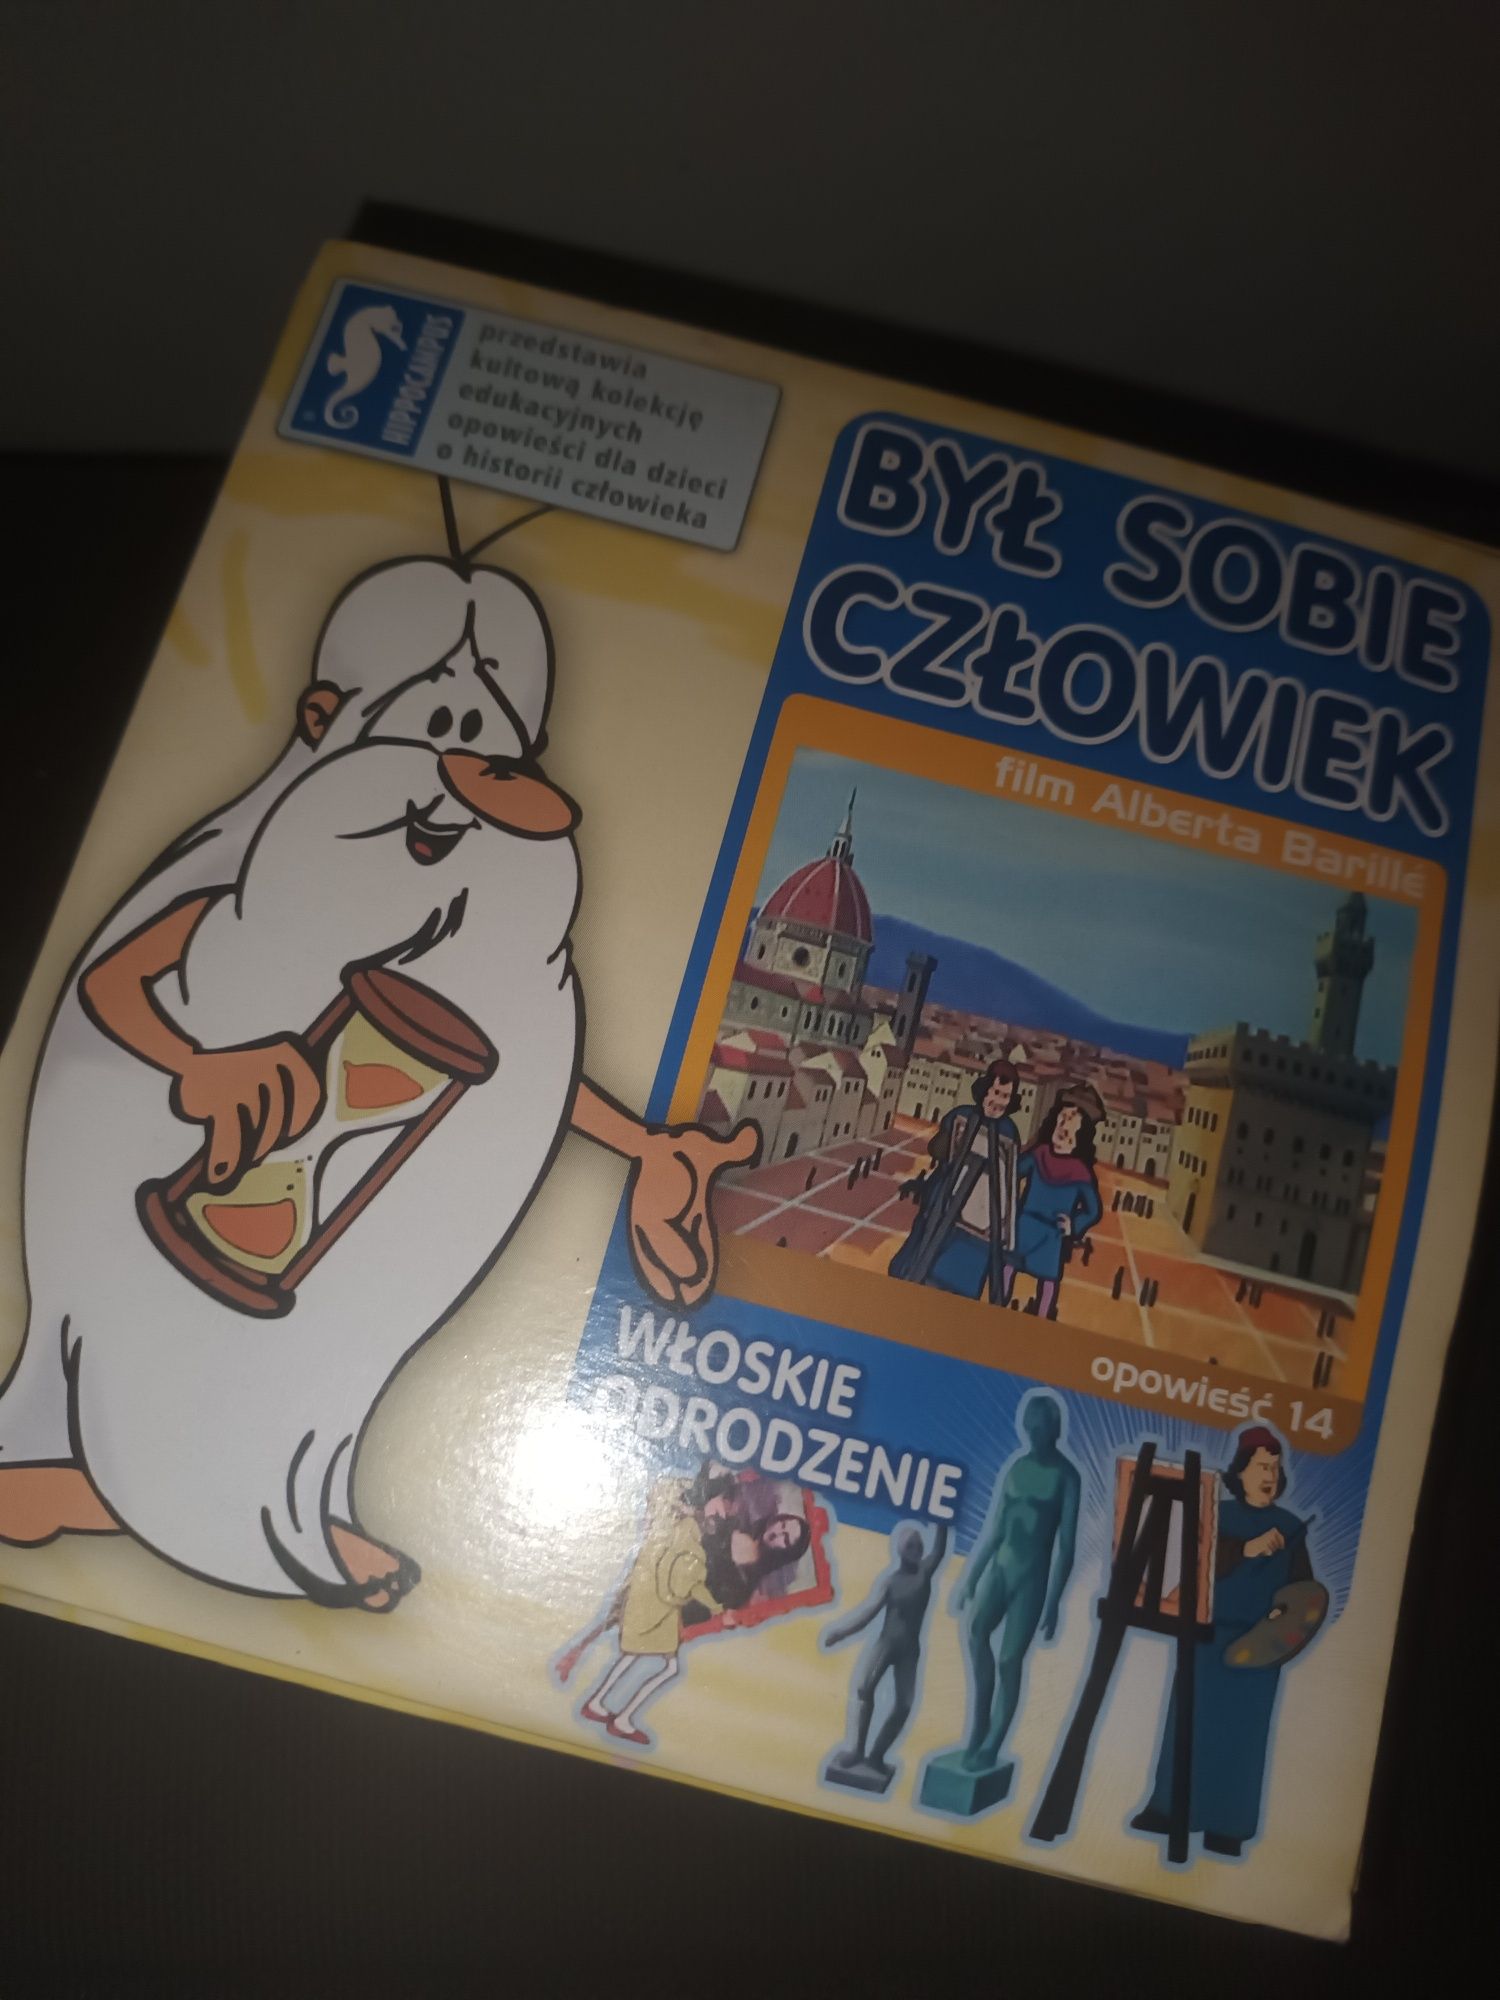 HIPPOCAMPUS
przedstawia
kultową kolekcję
edukacyjnych
opowieści dla dzieci
o historii człowieka
BYŁ SOBIE
CZŁOWIEK
film Alberta Barillé
opowieść 14
WŁOSKIE
ODRODZENIE